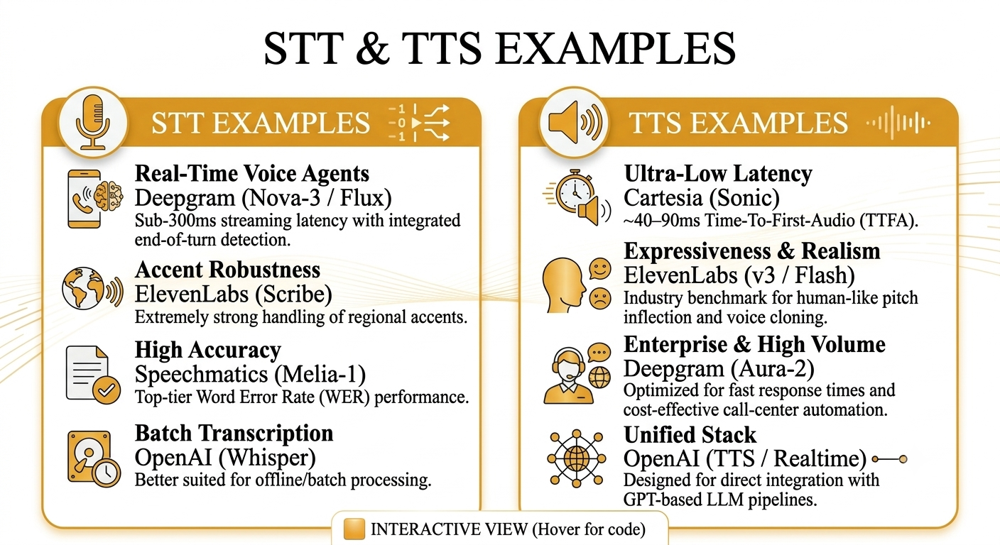 STT & TTS EXAMPLES
STT EXAMPLES
-1
-0
-1
Real-Time Voice Agents
Deepgram (Nova-3 / Flux)
Sub-300ms streaming latency with integrated
end-of-turn detection.
Accent Robustness
ElevenLabs (Scribe)
Extremely strong handling of regional accents.
High Accuracy
Speechmatics (Melia-1)
Top-tier Word Error Rate (WER) performance.
Batch Transcription
OpenAI (Whisper)
Better suited for offline/batch processing.
TTS EXAMPLES
Ultra-Low Latency
Cartesia (Sonic)
~40–90ms Time-To-First-Audio (TTFA).
Expressiveness & Realism
ElevenLabs (v3 / Flash)
Industry benchmark for human-like pitch
inflection and voice cloning.
Enterprise & High Volume
Deepgram (Aura-2)
Optimized for fast response times and
cost-effective call-center automation.
Unified Stack
OpenAI (TTS / Realtime)
Designed for direct integration with
GPT-based LLM pipelines.
INTERACTIVE VIEW (Hover for code)